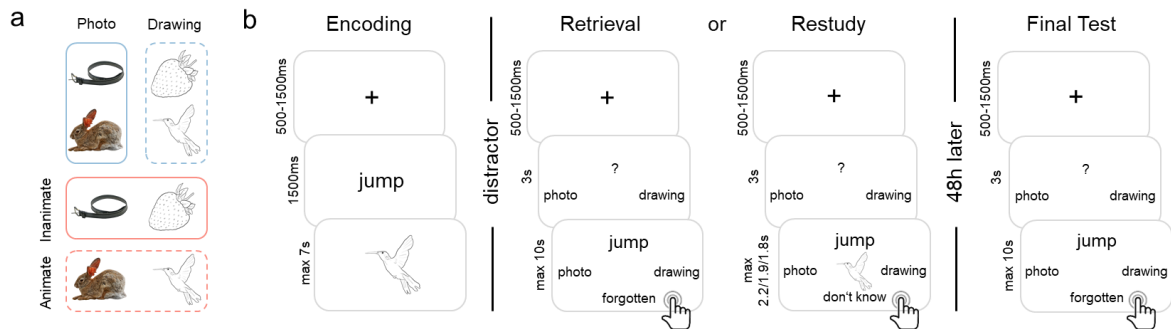 a
Photo Drawing
Inanimate
Animate
b
Encoding
500-1500ms
+
1500ms
jump
max 7s
distractor
Retrieval or Restudy
500-1500ms
+
3s
?
photo drawing
max 10s
jump
photo drawing
forgotten
500-1500ms
+
3s
?
photo drawing
max
2.2/1.9/1.8s
jump
photo drawing
don't know
48h later
Final Test
500-1500ms
+
3s
?
photo drawing
max 10s
jump
photo drawing
forgotten